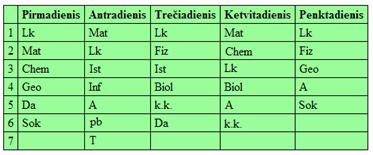 Pirmadienis Antradienis Trečiadienis Ketvitadienis Penktadienis
1 Lk Mat Lk Mat Lk
2 Mat Lk Fiz Chem Fiz
3 Chem Ist Ist Lk Geo
4 Geo Inf Biol Biol A
5 Da A k.k. A Sok
6 Sok pb Da k.k.
7 T